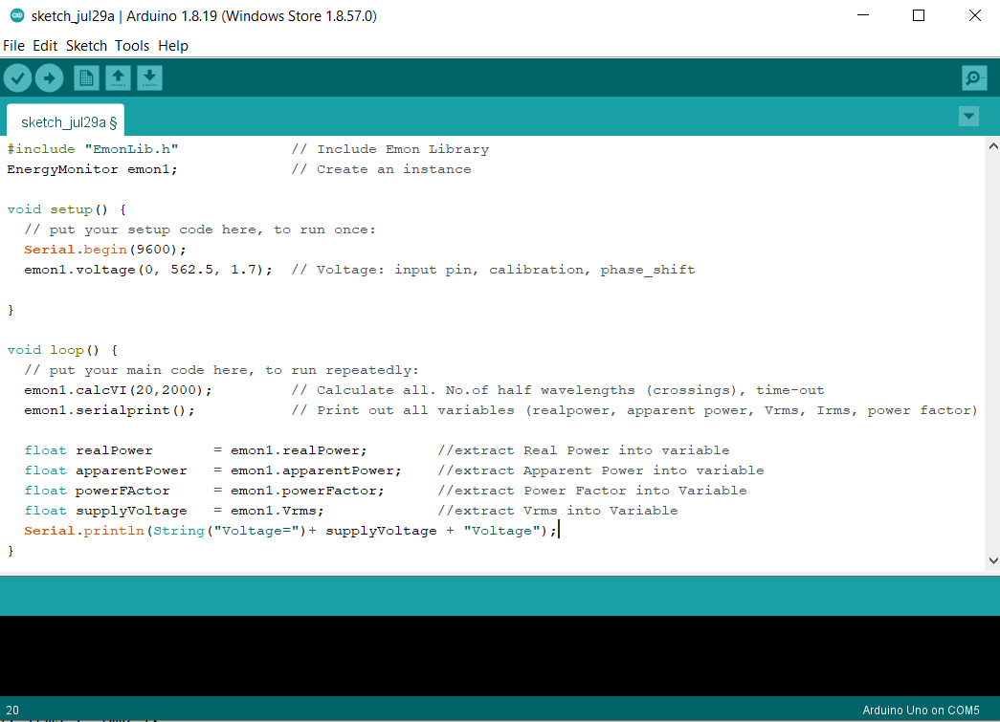 sketch_jul29a | Arduino 1.8.19 (Windows Store 1.8.57.0)
File Edit Sketch Tools Help
sketch_jul29a §
#include "EmonLib.h"             // Include Emon Library
EnergyMonitor emon1;             // Create an instance
void setup() {
  // put your setup code here, to run once:
  Serial.begin(9600);
  emon1.voltage(0, 562.5, 1.7);  // Voltage: input pin, calibration, phase_shift
}
void loop() {
  // put your main code here, to run repeatedly:
  emon1.calcVI(20,2000);         // Calculate all. No.of half wavelengths (crossings), time-out
  emon1.serialprint();           // Print out all variables (realpower, apparent power, Vrms, Irms, power factor)
  float realPower       = emon1.realPower;        //extract Real Power into variable
  float apparentPower   = emon1.apparentPower;    //extract Apparent Power into variable
  float powerFActor     = emon1.powerFactor;      //extract Power Factor into Variable
  float supplyVoltage   = emon1.Vrms;             //extract Vrms into Variable
  Serial.println(String("Voltage=")+ supplyVoltage + "Voltage");
}
20
Arduino Uno on COM5